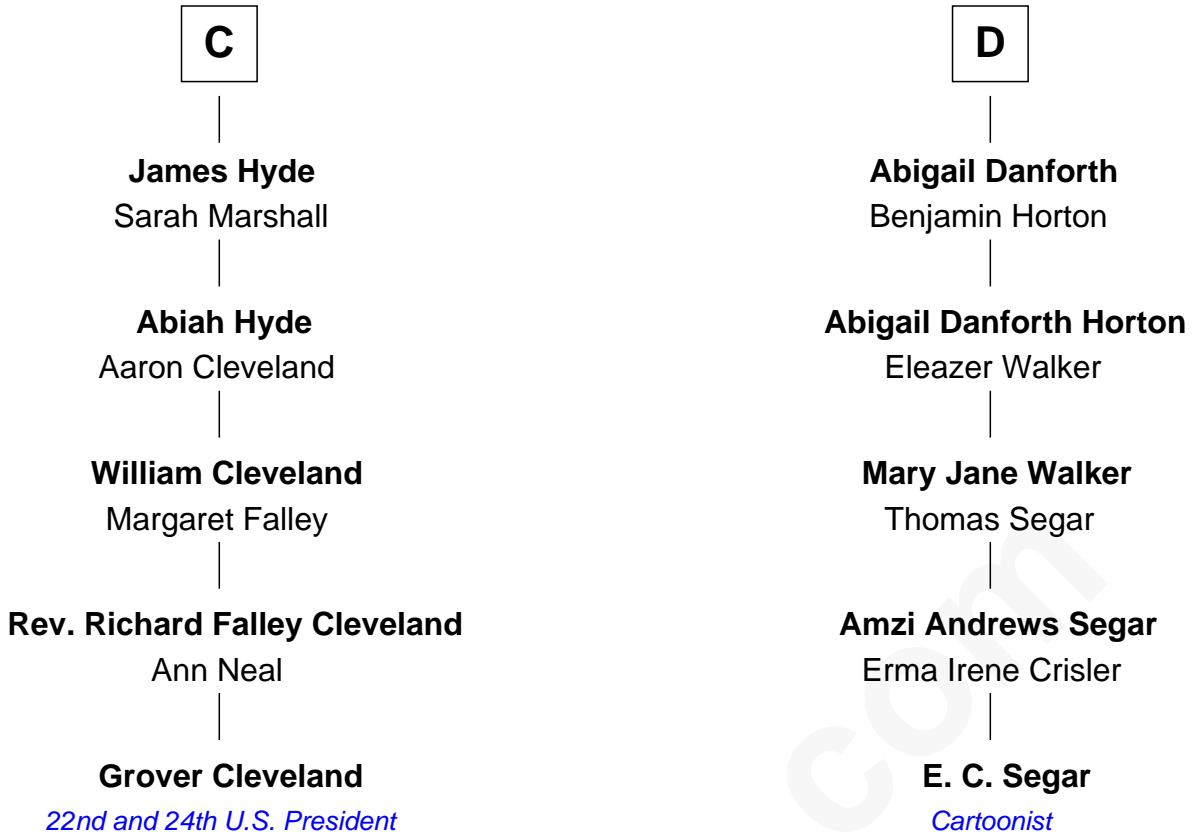 C
James Hyde
Sarah Marshall
Abiah Hyde
Aaron Cleveland
William Cleveland
Margaret Falley
Rev. Richard Falley Cleveland
Ann Neal
Grover Cleveland
22nd and 24th U.S. President
D
Abigail Danforth
Benjamin Horton
Abigail Danforth Horton
Eleazer Walker
Mary Jane Walker
Thomas Segar
Amzi Andrews Segar
Erma Irene Crisler
E. C. Segar
Cartoonist
com